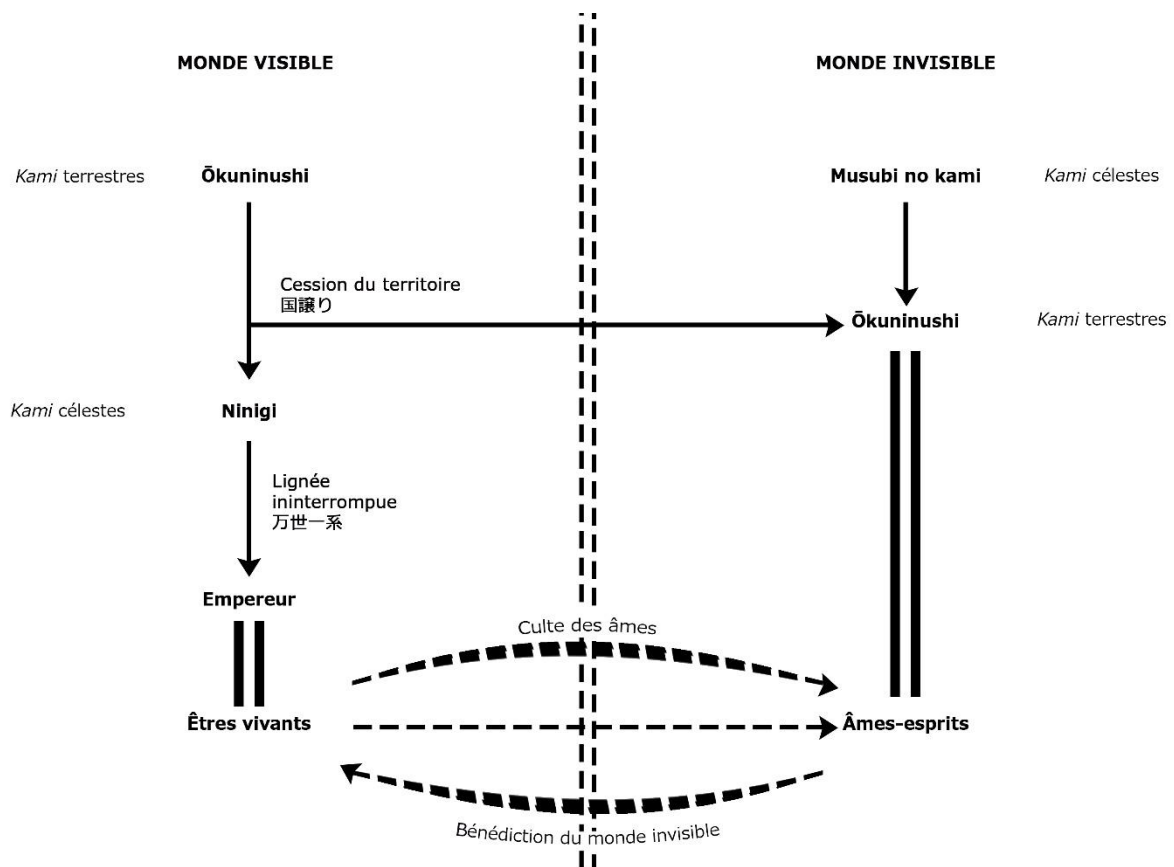 MONDE VISIBLE
MONDE INVISIBLE
Kami terrestres
Ōkuninushi
Musubi no kami
Kami célestes
Cession du territoire
国譲り
Ōkuninushi
Kami terrestres
Kami célestes
Ninigi
Lignée
ininterrompue
万世一系
Empereur
Culte des âmes
Êtres vivants
Âmes-esprits
Bénédiction du monde invisible